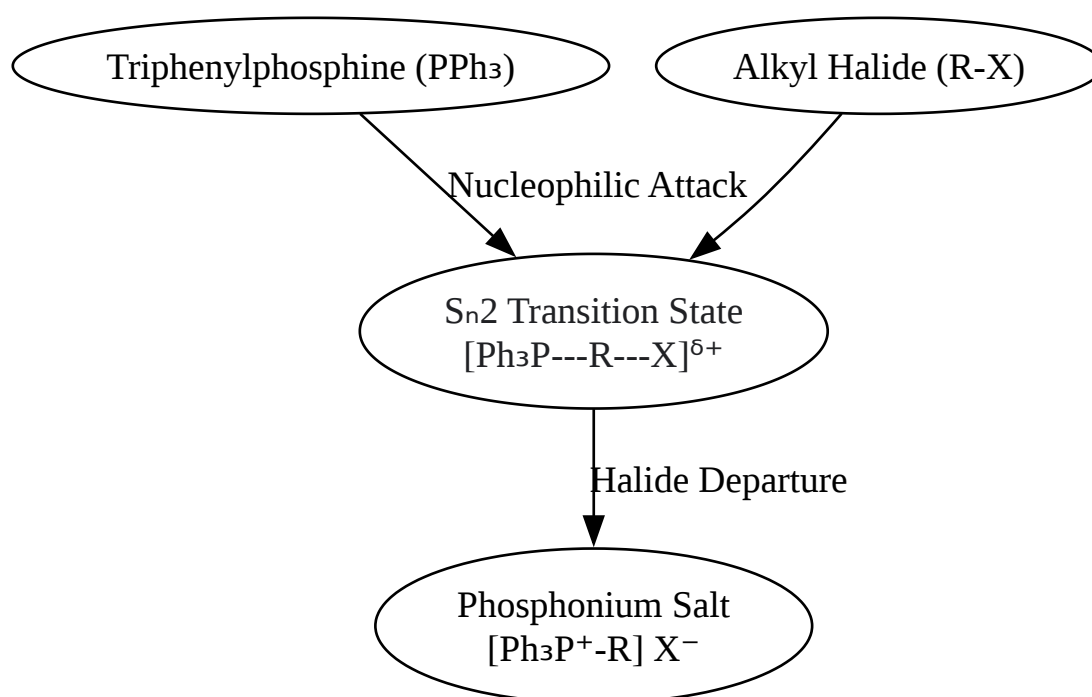 Triphenylphosphine (PPh₃)
Alkyl Halide (R-X)
Nucleophilic Attack
Sₙ2 Transition State
[Ph₃P---R---X]ᵟ⁺
Halide Departure
Phosphonium Salt
[Ph₃P⁺-R] X⁻